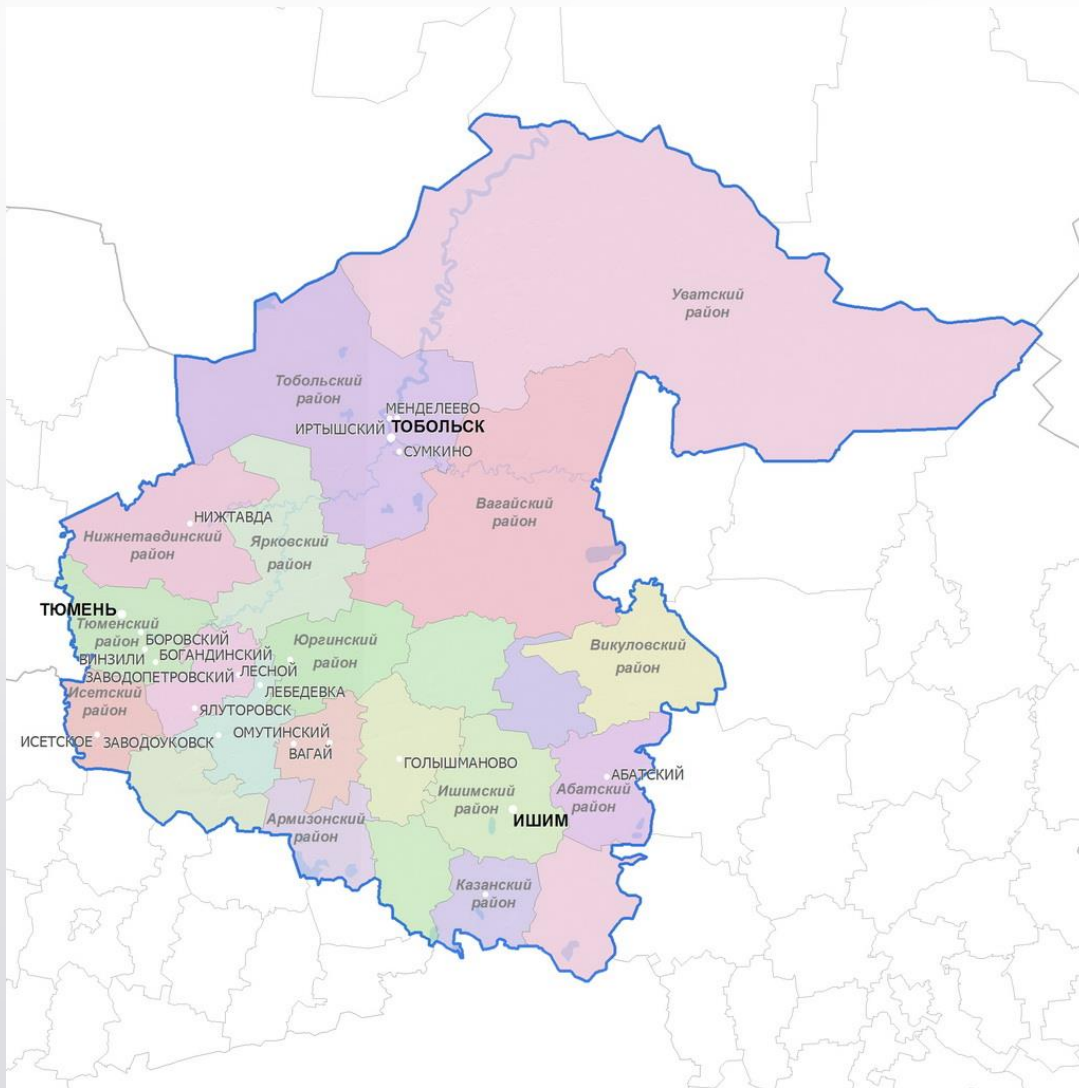 Уватский
район
Тобольский
район
МЕНДЕЛЕЕВО
ИРТЫШСКИЙ
ТОБОЛЬСК
СУМКИНО
Вагайский
район
НИЖТАВДА
Нижнетавдинский
район
Ярковский
район
ТЮМЕНЬ
Тюменский
район
БОРОВСКИЙ
ВИНЗИЛИ
БОГАНДИНСКИЙ
Юргинский
район
Викуловский
район
ЗАВОДОПЕТРОВСКИЙ
ЛЕСНОЙ
ЛЕБЕДЕВКА
Исетский
район
ЯЛУТОРОВСК
ИСЕТСКОЕ
ЗАВОДОУКОВСК
ОМУТИНСКИЙ
ВАГАЙ
ГОЛЫШМАНОВО
АБАТСКИЙ
Ишимский
район
Абатский
район
ИШИМ
Армизонский
район
Казанский
район